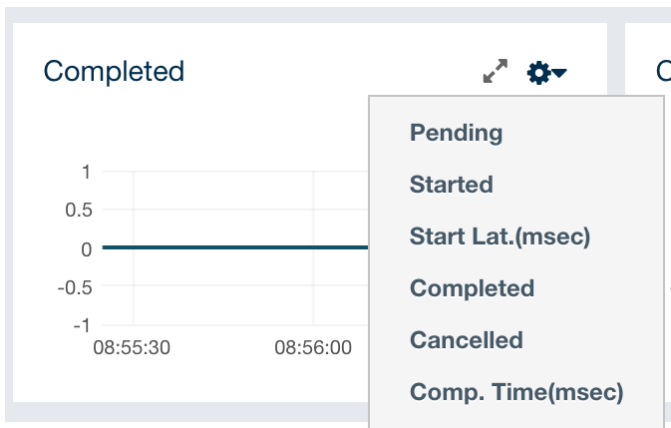 Completed
Pending
Started
Start Lat.(msec)
Completed
Cancelled
Comp. Time(msec)
1
0.5
0
-0.5
-1
08:55:30 08:56:00